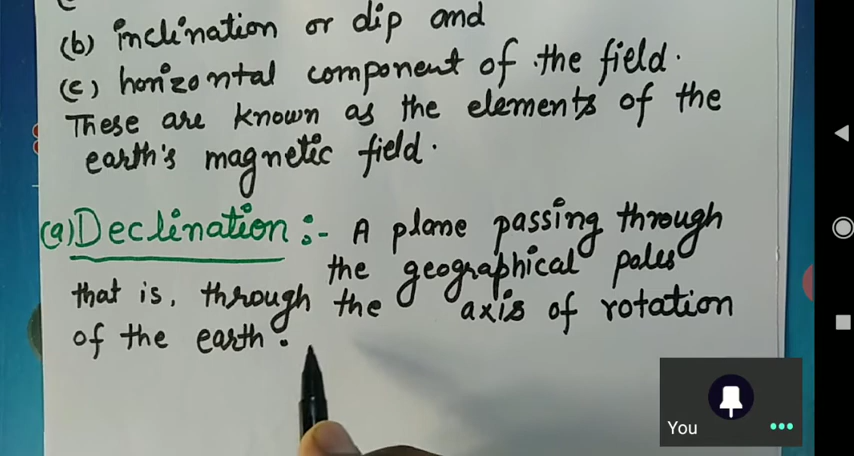 (b) inclination or dip and
(c) horizontal component of the field.
These are known as the elements of the
earth's magnetic field.
(a) Declination :- A plane passing through
the geographical poles
that is, through the axis of rotation
of the earth.
You